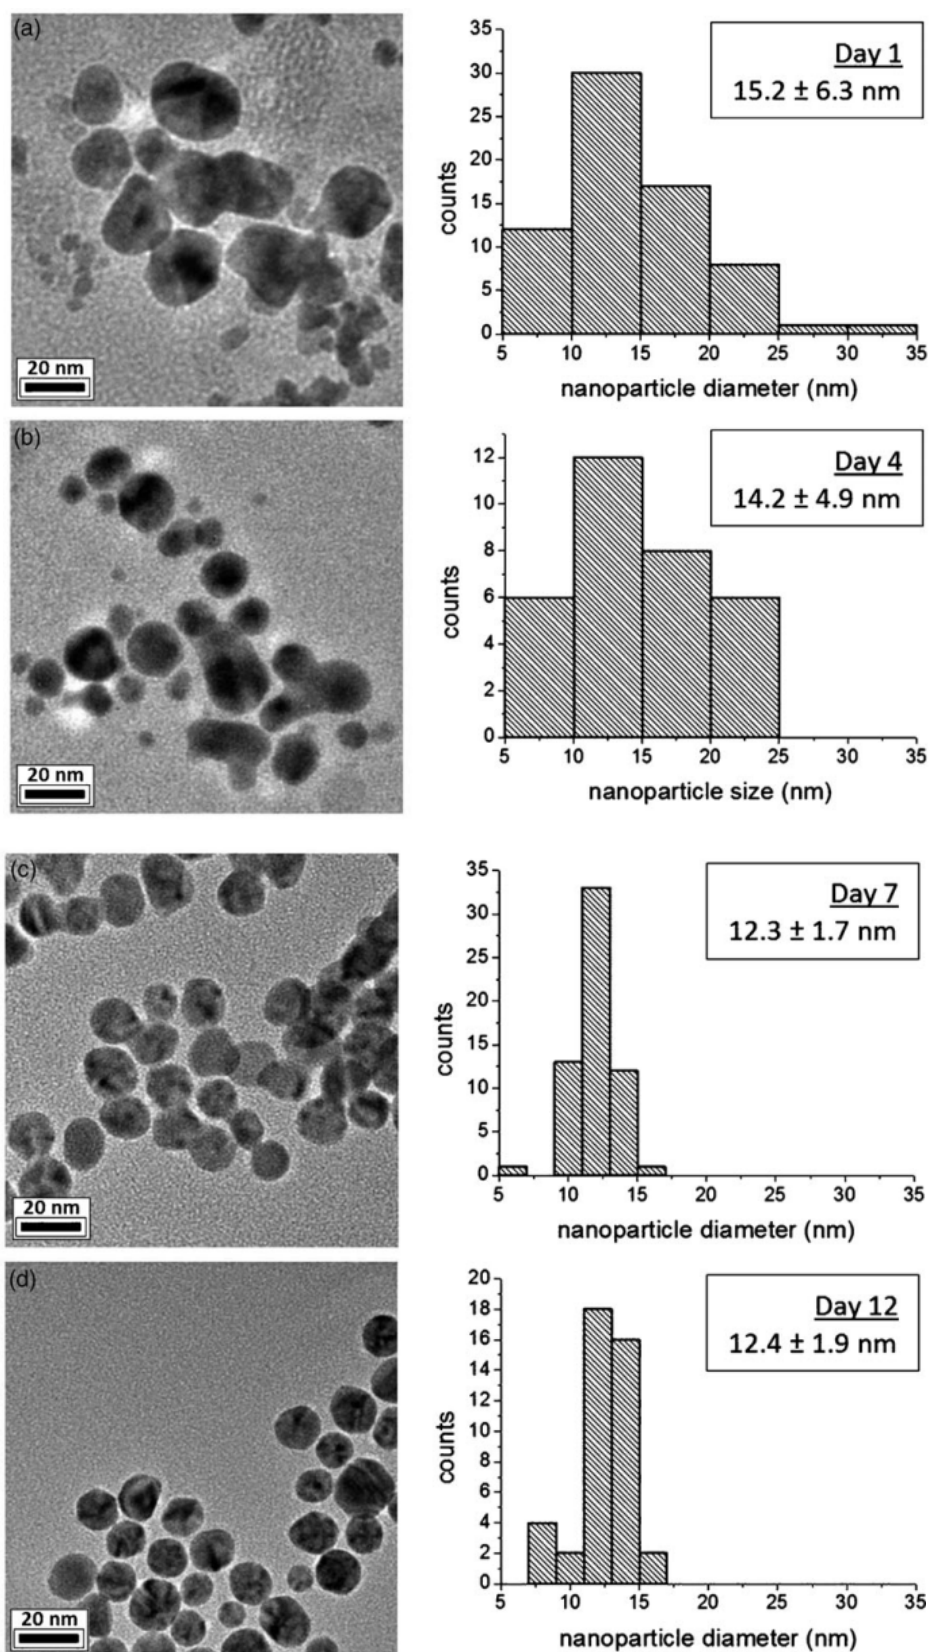 (a)
20 nm
35
30
25
20
15
10
5
0
counts
5 10 15 20 25 30 35
nanoparticle diameter (nm)
Day 1
15.2 ± 6.3 nm
(b)
20 nm
12
10
8
6
4
2
0
counts
5 10 15 20 25 30 35
nanoparticle size (nm)
Day 4
14.2 ± 4.9 nm
(c)
20 nm
35
30
25
20
15
10
5
0
counts
5 10 15 20 25 30 35
nanoparticle diameter (nm)
Day 7
12.3 ± 1.7 nm
(d)
20 nm
20
18
16
14
12
10
8
6
4
2
0
counts
5 10 15 20 25 30 35
nanoparticle diameter (nm)
Day 12
12.4 ± 1.9 nm